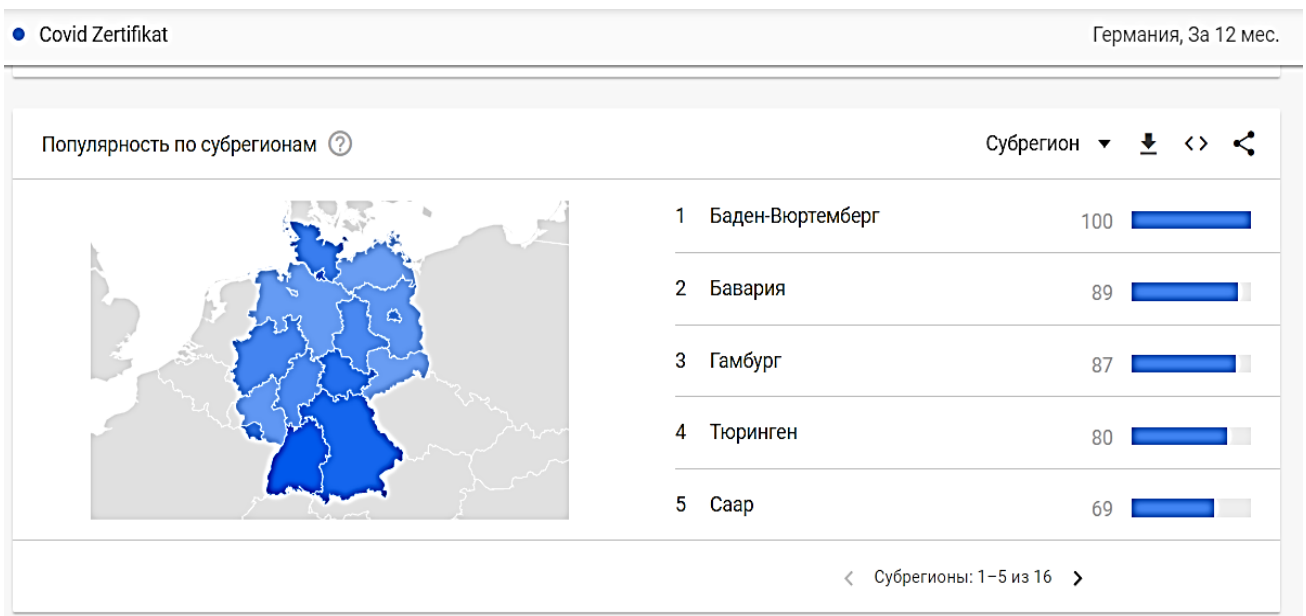 Covid Zertifikat
Германия, За 12 мес.
Популярность по субрегионам ?
Субрегион
1 Баден-Вюртемберг 100
2 Бавария 89
3 Гамбург 87
4 Тюринген 80
5 Саар 69
Субрегионы: 1–5 из 16